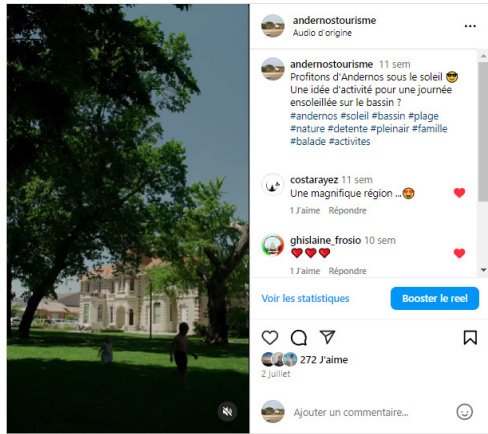 andernostourisme
Audio d'origine
andernostourisme 11 sem
Profitons d'Andernos sous le soleil 😎
Une idée d'activité pour une journée
ensoleillée sur le bassin ?
#andernos #soleil #bassin #plage
#nature #detente #pleinair #famille
#balade #activites
costarayez 11 sem
Une magnifique région ...😍
1 J'aime Répondre
ghislaine_frosio 10 sem
❤️❤️❤️
1 J'aime Répondre
Voir les statistiques
Booster le reel
272 J'aime
2 juillet
Ajouter un commentaire...